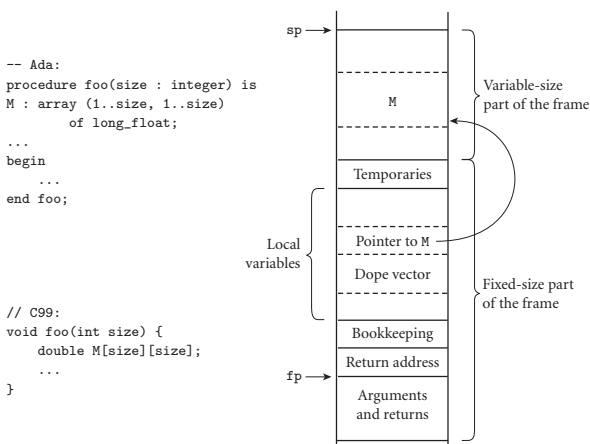 -- Ada:
procedure foo(size : integer) is
M : array (1..size, 1..size)
        of long_float;
...
begin
    ...
end foo;
// C99:
void foo(int size) {
    double M[size][size];
    ...
}
sp
M
Variable-size
part of the frame
Temporaries
Local
variables
Pointer to M
Dope vector
Fixed-size part
of the frame
Bookkeeping
Return address
fp
Arguments
and returns